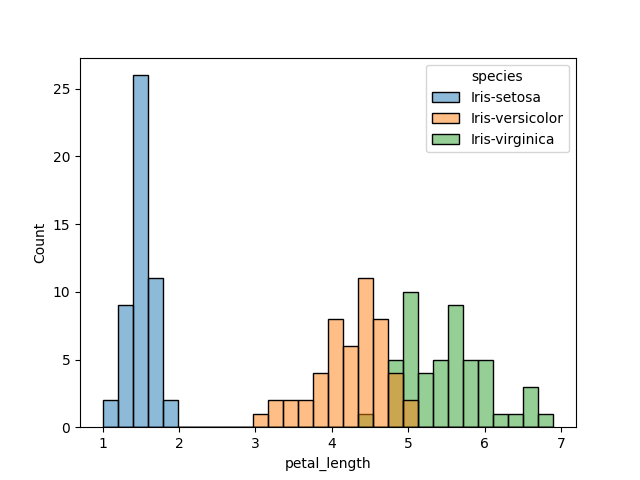 species
Iris-setosa
Iris-versicolor
Iris-virginica
25
20
15
10
5
0
Count
1 2 3 4 5 6 7
petal_length